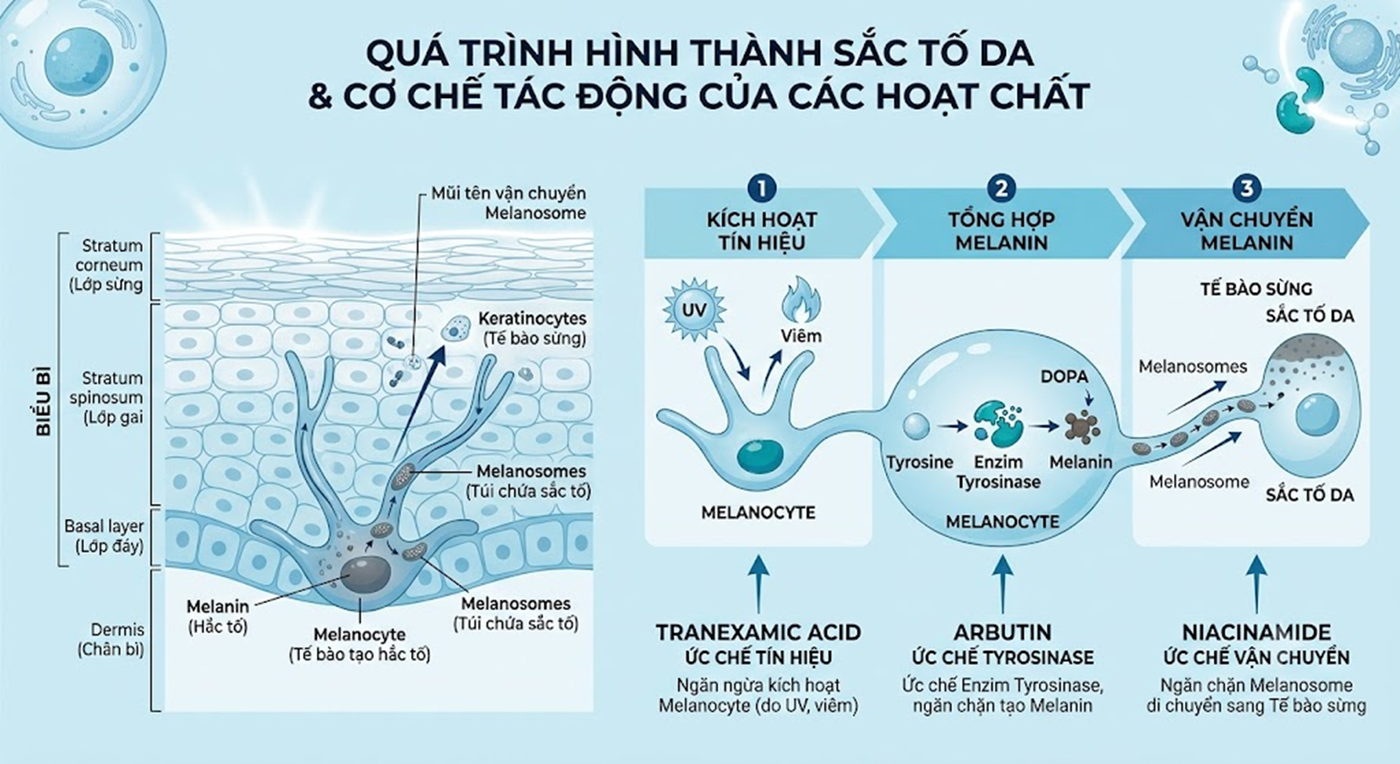 QUÁ TRÌNH HÌNH THÀNH SẮC TỐ DA
& CƠ CHẾ TÁC ĐỘNG CỦA CÁC HOẠT CHẤT
Mũi tên vận chuyển
Melanosome
BIỂU BÌ
Stratum
corneum
(Lớp sừng
Stratum
spinosum
(Lớp gai
Basal layer
(Lớp đáy)
Dermis
(Chân bì)
Keratinocytes
(Tế bào sừng)
Melanosomes
(Túi chứa sắc tố)
Melanin
(Hắc tố)
Melanocyte
(Tế bào tạo hắc tố)
Melanosomes
(Túi chứa sắc tố)
1
KÍCH HOẠT
TÍN HIỆU
UV
Viêm
MELANOCYTE
TRANEXAMIC ACID
ỨC CHẾ TÍN HIỆU
Ngăn ngừa kích hoạt
Melanocyte (do UV, viêm)
2
TỔNG HỢP
MELANIN
DOPA
Tyrosine
Enzim
Tyrosinase
Melanin
MELANOCYTE
ARBUTIN
ỨC CHẾ TYROSINASE
Ức chế Enzim Tyrosinase,
ngăn chặn tạo Melanin
3
VẬN CHUYỂN
MELANIN
TẾ BÀO SỪNG
SẮC TỐ DA
Melanosomes
Melanosome
SẮC TỐ DA
NIACINAMIDE
ỨC CHẾ VẬN CHUYỂN
Ngăn chặn Melanosome
di chuyển sang Tế bào sừng